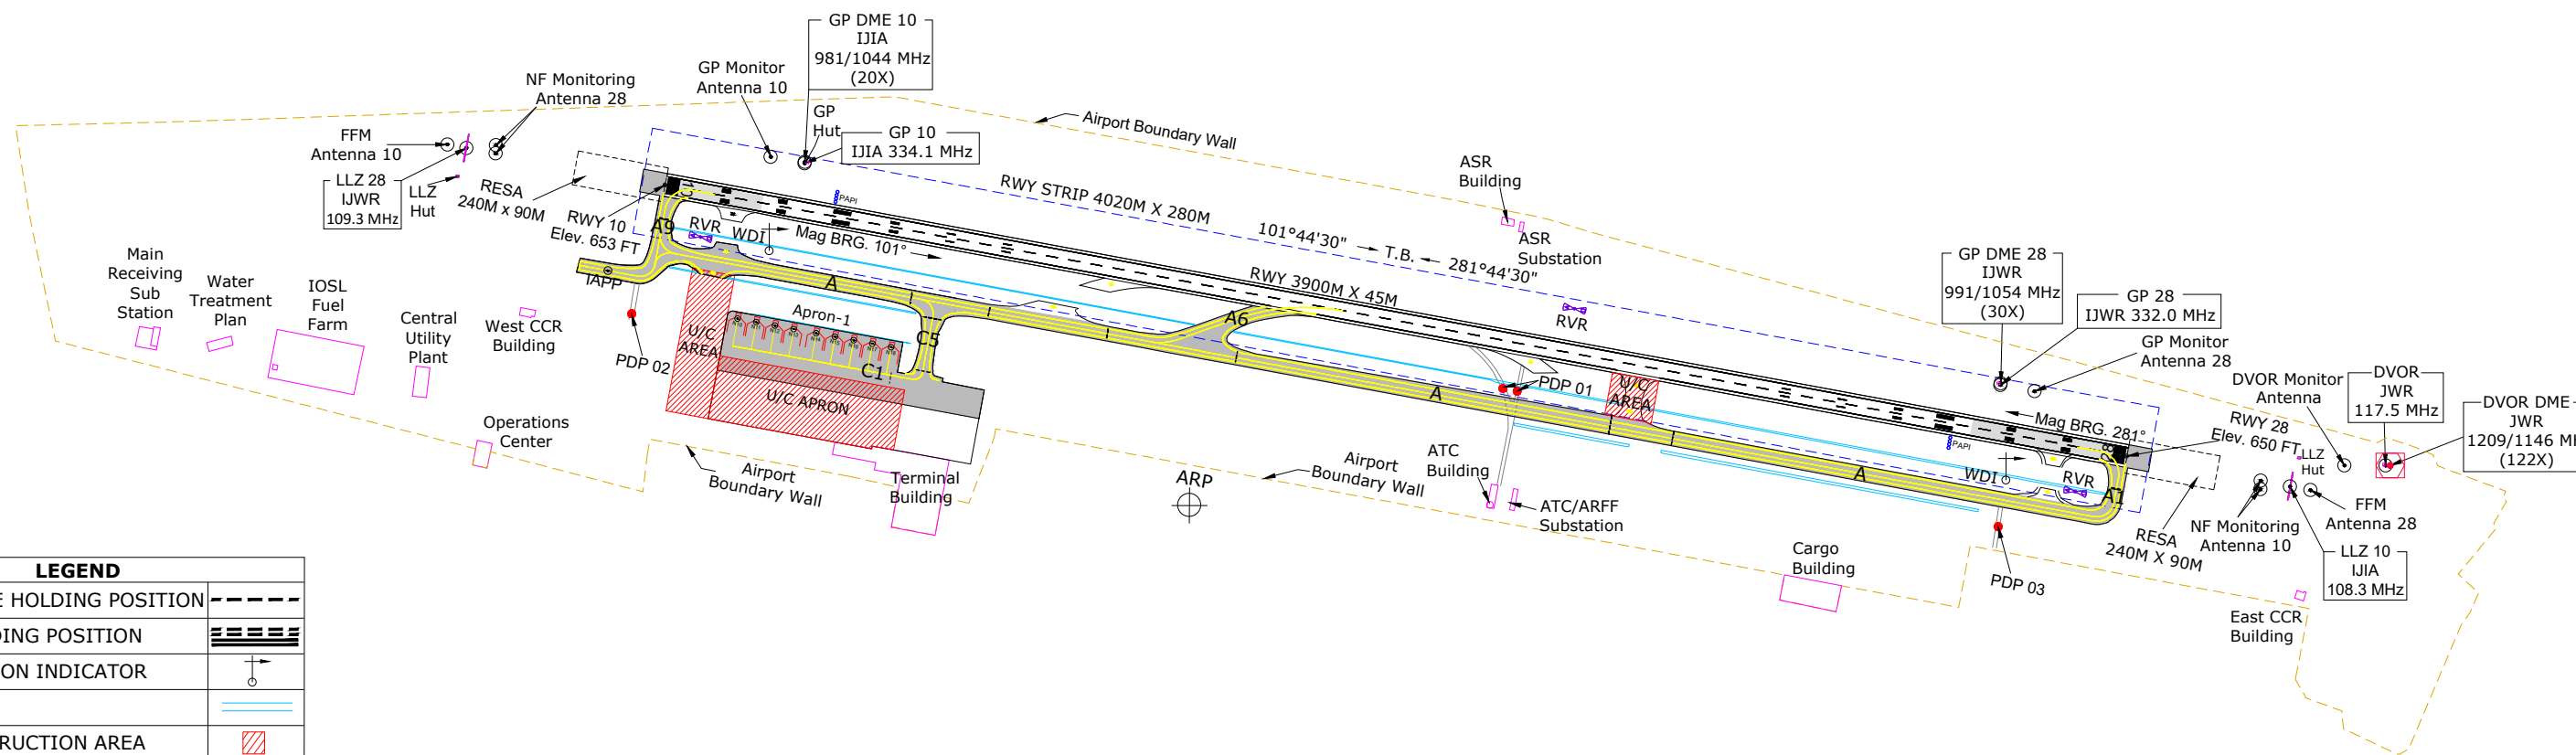 GP DME 10
IJIA
981/1044 MHz
(20X)
GP Monitor
Antenna 10
NF Monitoring
Antenna 28
GP
Hut
GP 10
IJIA 334.1 MHz
FFM
Antenna 10
LLZ 28
IJWR
109.3 MHz
LLZ
Hut
RESA
240M x 90M
RWY 10
Elev. 653 FT
A9
RVR
WDI
PAPI
Mag BRG. 101°
Airport Boundary Wall
RWY STRIP 4020M X 280M
101°44'30"
T.B.
281°44'30"
RWY 3900M X 45M
ASR
Building
ASR
Substation
RVR
GP DME 28
IJWR
991/1054 MHz
(30X)
GP 28
IJWR 332.0 MHz
GP Monitor
Antenna 28
DVOR Monitor
Antenna
DVOR
JWR
117.5 MHz
DVOR DME
JWR
1209/1146 MH
(122X)
Main
Receiving
Sub
Station
Water
Treatment
Plan
IOSL
Fuel
Farm
Central
Utility
Plant
West CCR
Building
IAPP
PDP 02
U/C
AREA
A
Apron-1
C5
C1
U/C APRON
A6
PDP 01
U/C
AREA
A
A
PAPI
Mag BRG. 281°
28
RWY 28
Elev. 650 FT
LLZ
Hut
WDI
RVR
A1
Operations
Center
Airport
Boundary Wall
Terminal
Building
ARP
Airport
Boundary Wall
ATC
Building
ATC/ARFF
Substation
Cargo
Building
PDP 03
RESA
240M X 90M
NF Monitoring
Antenna 10
FFM
Antenna 28
LLZ 10
IJIA
108.3 MHz
East CCR
Building
LEGEND
E HOLDING POSITION
DING POSITION
ON INDICATOR
RUCTION AREA